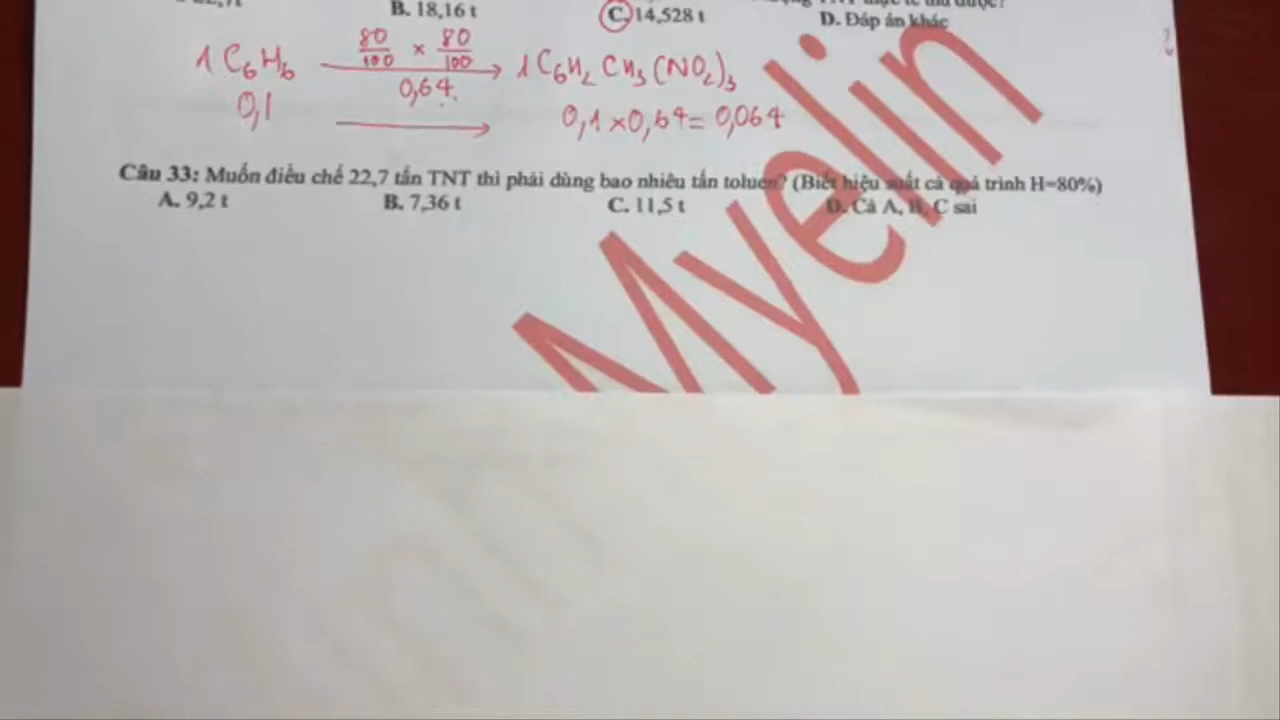 B. 18,16 t C. 14,528 t D. Đáp án khác
80/100 × 80/100
1 C6H6 → 1 C6H2 CH3 (NO2)3
0,64
0,1 → 0,1 × 0,64 = 0,064
Câu 33: Muốn điều chế 22,7 tấn TNT thì phải dùng bao nhiêu tấn toluen? (Biết hiệu suất cả quá trình H=80%)
A. 9,2 t B. 7,36 t C. 11,5 t D. Cả A, B, C sai
Myelin